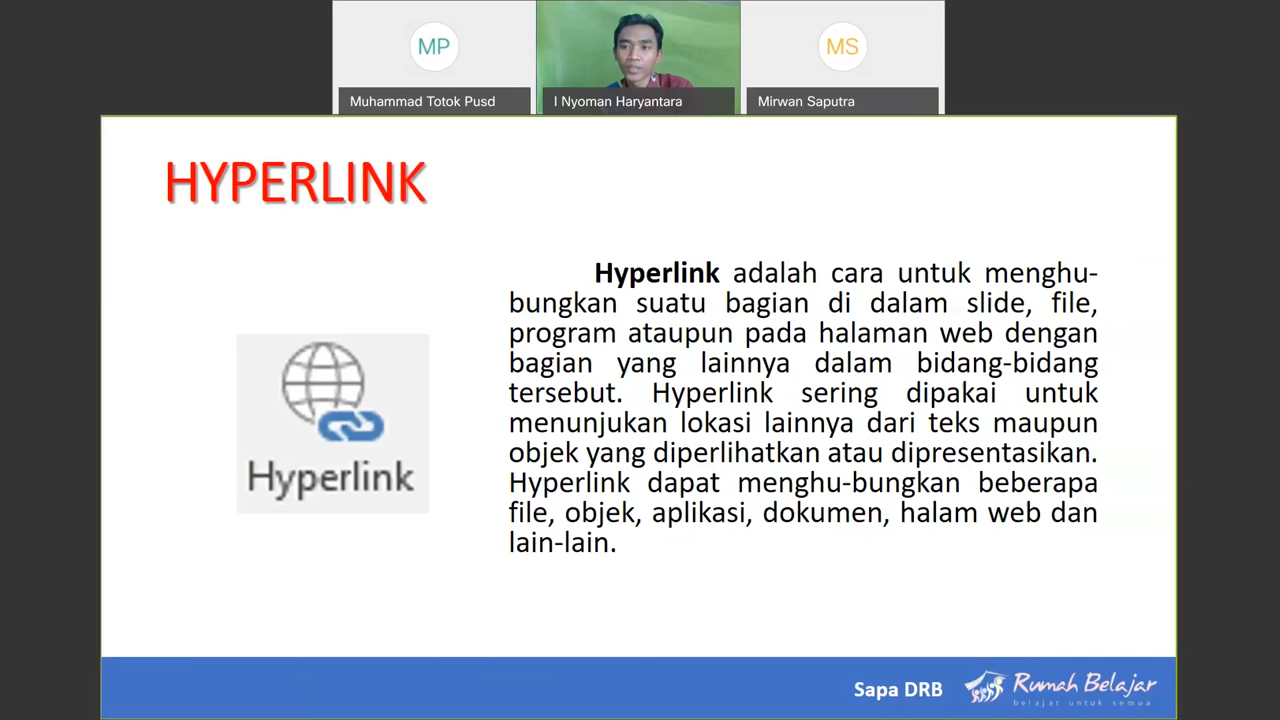 MP
MS
Muhammad Totok Pusd
I Nyoman Haryantara
Mirwan Saputra
HYPERLINK
Hyperlink adalah cara untuk menghu-
bungkan suatu bagian di dalam slide, file,
program ataupun pada halaman web dengan
bagian yang lainnya dalam bidang-bidang
tersebut. Hyperlink sering dipakai untuk
menunjukan lokasi lainnya dari teks maupun
objek yang diperlihatkan atau dipresentasikan.
Hyperlink dapat menghu-bungkan beberapa
file, objek, aplikasi, dokumen, halam web dan
lain-lain.
Hyperlink
Sapa DRB
Rumah Belajar
belajar untuk semua